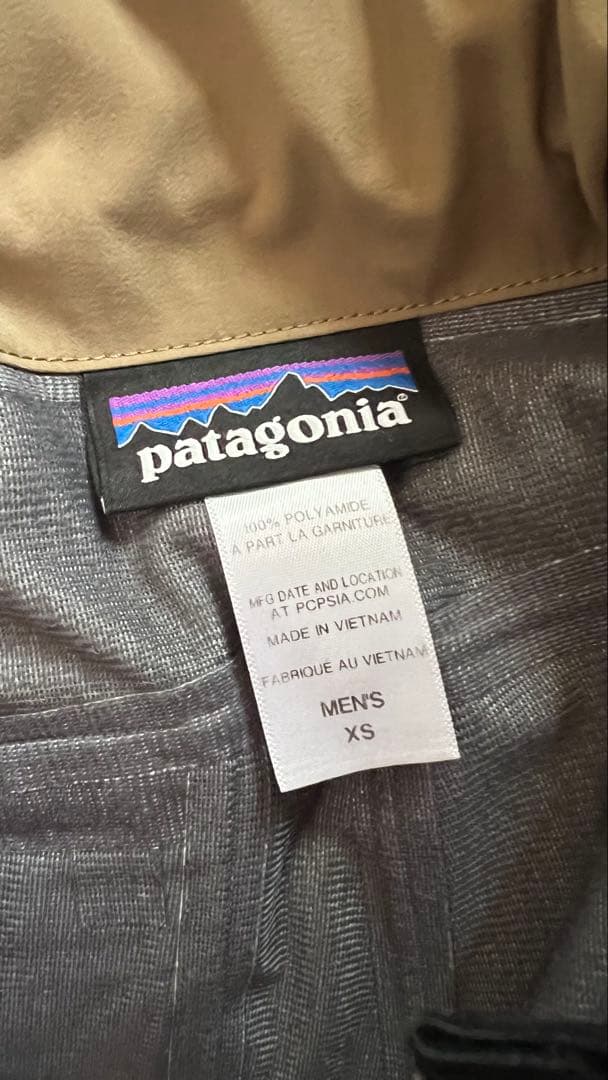 patagonia®
100% POLYAMIDE
À PART LA GARNITURE
MFG DATE AND LOCATION
AT PCPSIA.COM
MADE IN VIETNAM
FABRIQUÉ AU VIETNAM
MEN'S
XS